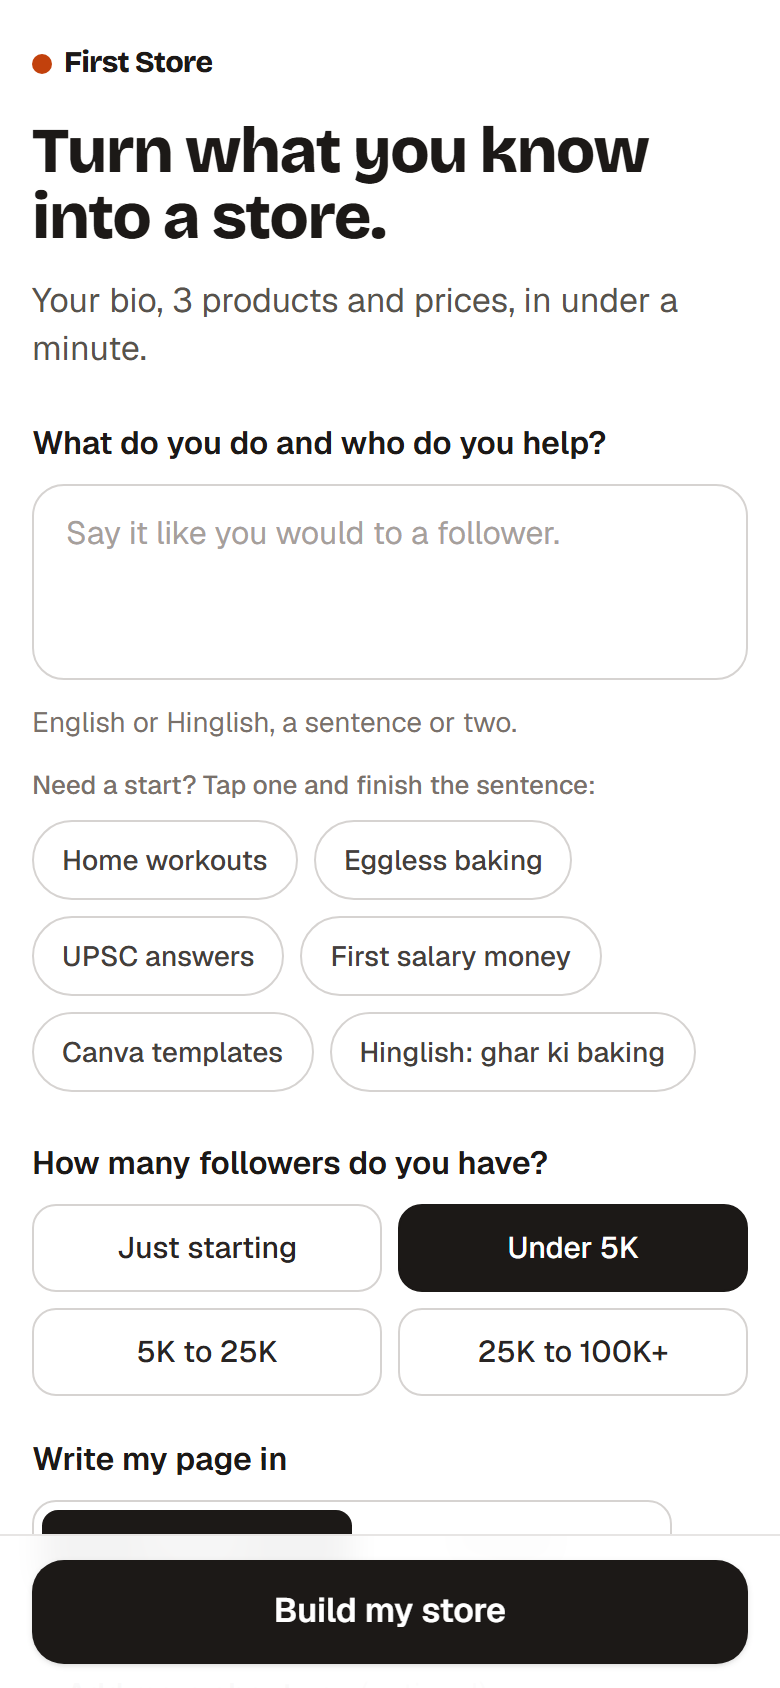 First Store
Turn what you know
into a store.
Your bio, 3 products and prices, in under a
minute.
What do you do and who do you help?
Say it like you would to a follower.
English or Hinglish, a sentence or two.
Need a start? Tap one and finish the sentence:
Home workouts
Eggless baking
UPSC answers
First salary money
Canva templates
Hinglish: ghar ki baking
How many followers do you have?
Just starting
Under 5K
5K to 25K
25K to 100K+
Write my page in
Build my store